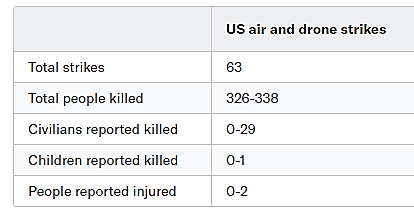 US air and drone strikes
Total strikes 63
Total people killed 326-338
Civilians reported killed 0-29
Children reported killed 0-1
People reported injured 0-2